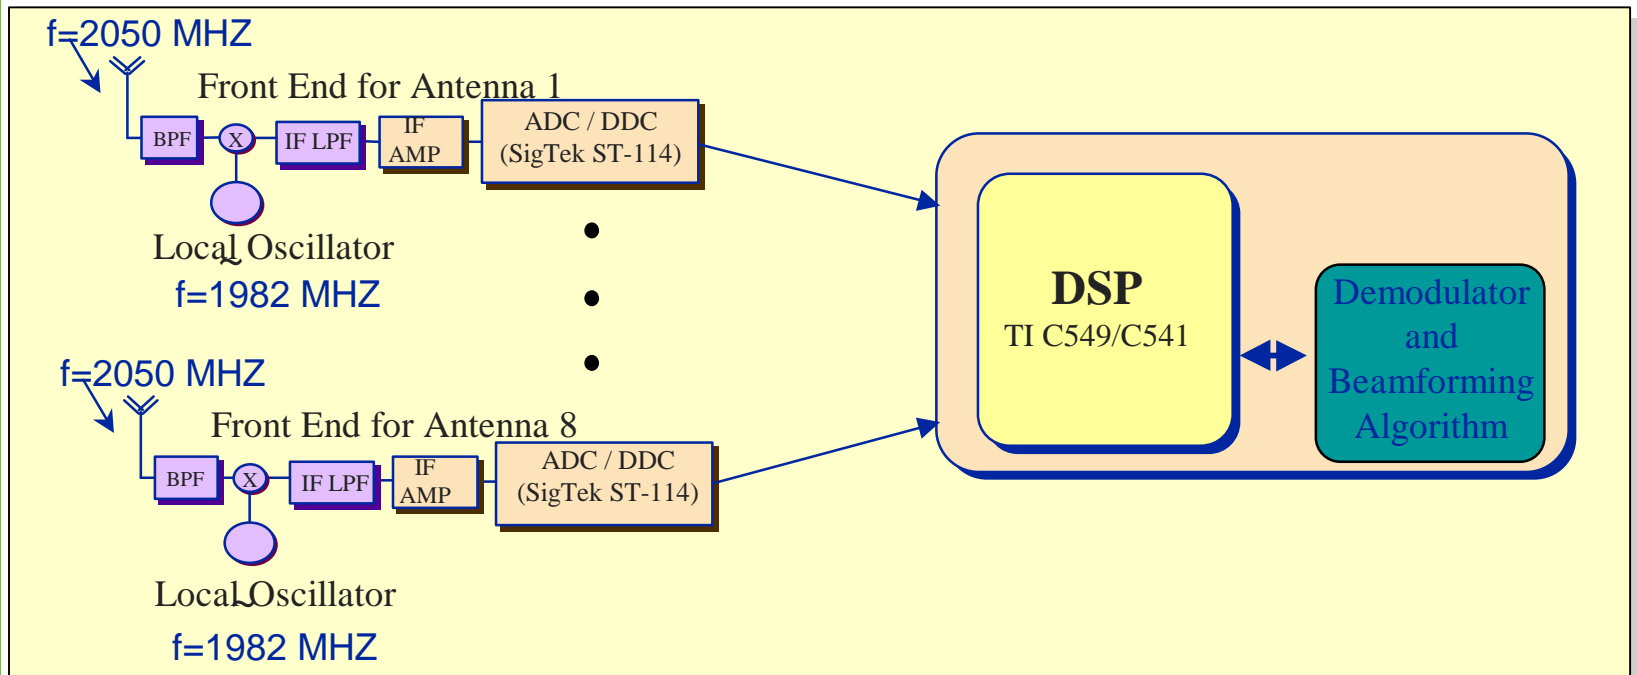 f=2050 MHZ
Front End for Antenna 1
BPF
X
IF LPF
IF
AMP
ADC / DDC
(SigTek ST-114)
Local Oscillator
~
f=1982 MHZ
f=2050 MHZ
Front End for Antenna 8
BPF
X
IF LPF
IF
AMP
ADC / DDC
(SigTek ST-114)
Local Oscillator
~
f=1982 MHZ
DSP
TI C549/C541
Demodulator
and
Beamforming
Algorithm